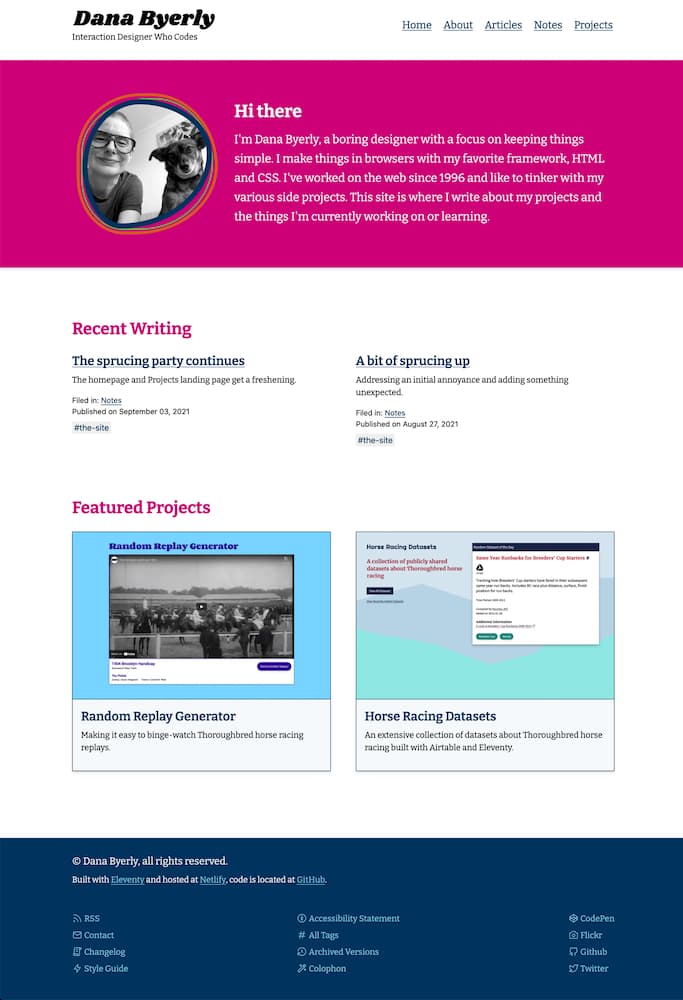 Dana Byerly
Interaction Designer Who Codes
Home About Articles Notes Projects
Hi there
I'm Dana Byerly, a boring designer with a focus on keeping things
simple. I make things in browsers with my favorite framework, HTML
and CSS. I've worked on the web since 1996 and like to tinker with my
various side projects. This site is where I write about my projects and
the things I'm currently working on or learning.
Recent Writing
The sprucing party continues
The homepage and Projects landing page get a freshening.
Filed in: Notes
Published on September 03, 2021
#the-site
A bit of sprucing up
Addressing an initial annoyance and adding something
unexpected.
Filed in: Notes
Published on August 27, 2021
#the-site
Featured Projects
Random Replay Generator
Random Replay Generator
Making it easy to binge-watch Thoroughbred horse racing
replays.
Horse Racing Datasets
A collection of publicly shared
datasets about Thoroughbred horse
racing
Random Dataset of the Day
Same Year Runbacks for Breeders' Cup Starters
Horse Racing Datasets
An extensive collection of datasets about Thoroughbred horse
racing built with Airtable and Eleventy.
© Dana Byerly, all rights reserved.
Built with Eleventy and hosted at Netlify, code is located at GitHub.
RSS
Contact
Changelog
Style Guide
Accessibility Statement
# All Tags
Archived Versions
Colophon
CodePen
Flickr
Github
Twitter